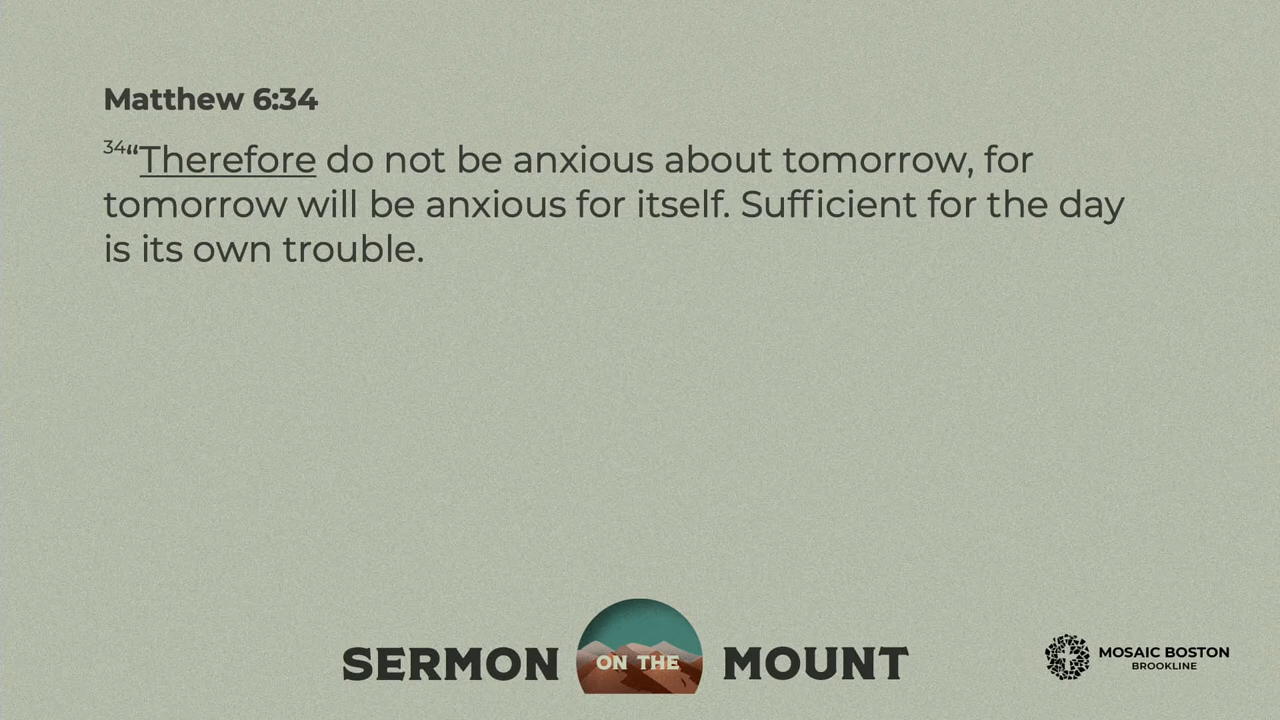 Matthew 6:34
34“Therefore do not be anxious about tomorrow, for
tomorrow will be anxious for itself. Sufficient for the day
is its own trouble.
SERMON ON THE MOUNT
MOSAIC BOSTON
BROOKLINE